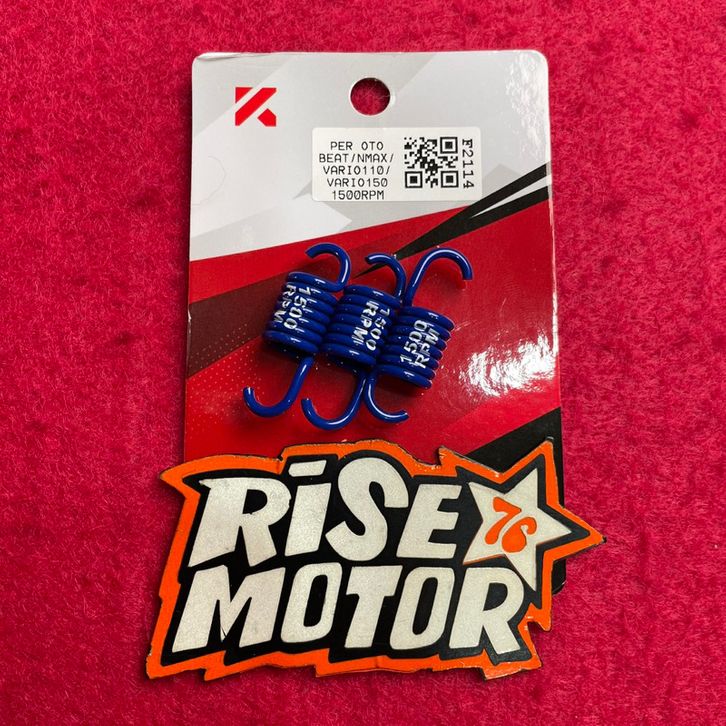 PER OTO
BEAT/NMAX/
VARIO110/
VARIO150
1500RPM
F2114
1500
RPM
1500
RPM
1500
RPM
RiSE
76
MOTOR